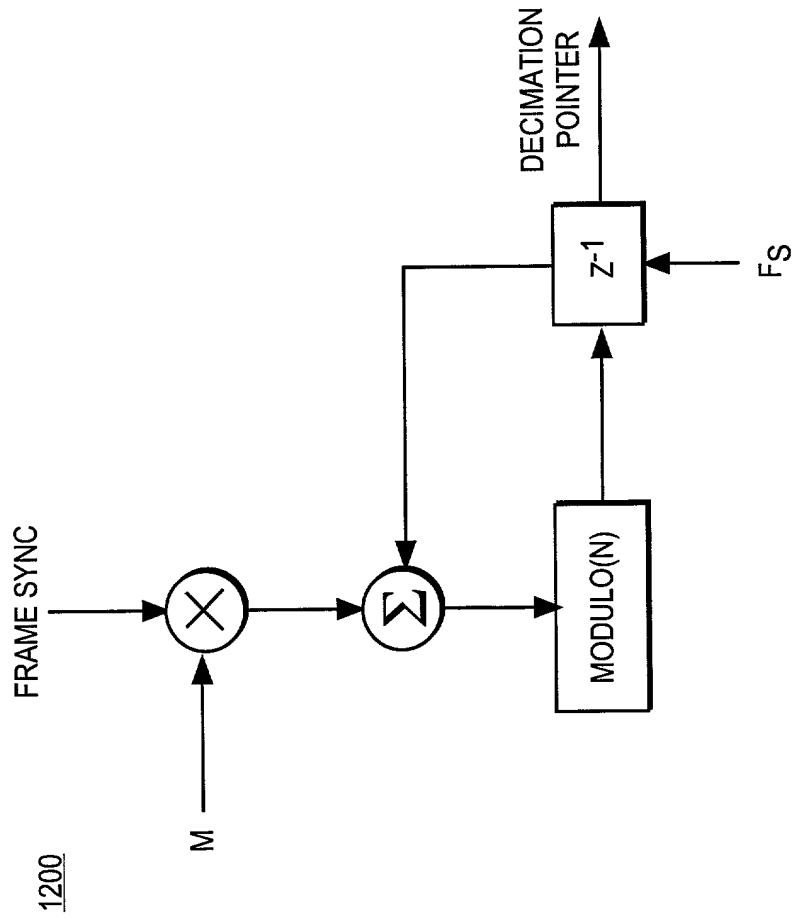 1200
FRAME SYNC
M
×
Σ
MODULO(N)
Z-1
FS
DECIMATION
POINTER